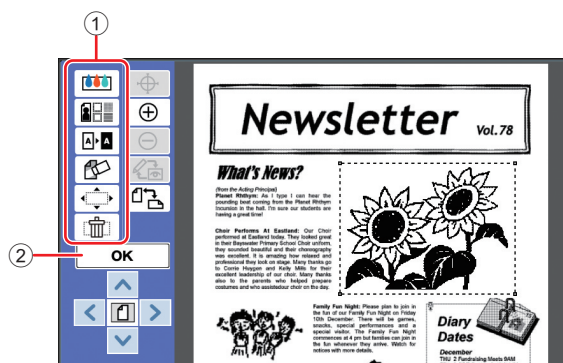 1
A A
2
OK
Newsletter Vol. 78
What's News?
(from the Acting Principal)
Planet Rhthym: As I type I can hear the
pounding beat coming from the Planet Rhthym
Incursion in the hall. I'm sure our students are
having a great time!
Choir Performs At Eastland: Our Choir
performed at Eastland today. They looked great
in their Bayswater Primary School Choir uniform,
they sounded beautiful and their choreography
was excellent. It is amazing how relaxed and
professional they look on stage. Many thanks go
to Corrie Huygen and Kelly Mills for their
excellent leadership of our choir. Many thanks
also to the parents who helped prepare
costumes and who assistedour choir on the day.
Family Fun Night: Please plan to join in
the fun of our Family Fun Night on Friday
10th December. There will be games,
snacks, special performances and a
special visitor. The Family Fun Night
commences at 4 pm but families can join in
the fun whenever they arrive. Watch for
notices with more details.
Diary
Dates
December
THU 2 Fundraising Meets 9AM